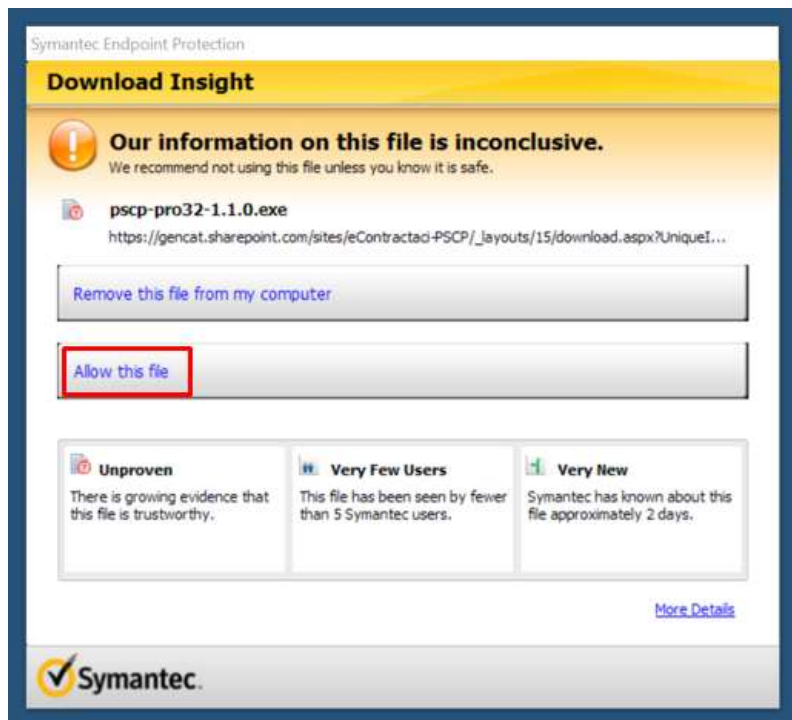 Symantec Endpoint Protection
Download Insight
Our information on this file is inconclusive.
We recommend not using this file unless you know it is safe.
pscp-pro32-1.1.0.exe
https://gencat.sharepoint.com/sites/eContractaci-PSCP/_layouts/15/download.aspx?UniqueI...
Remove this file from my computer
Allow this file
Unproven
There is growing evidence that
this file is trustworthy.
Very Few Users
This file has been seen by fewer
than 5 Symantec users.
Very New
Symantec has known about this
file approximately 2 days.
More Details
Symantec.